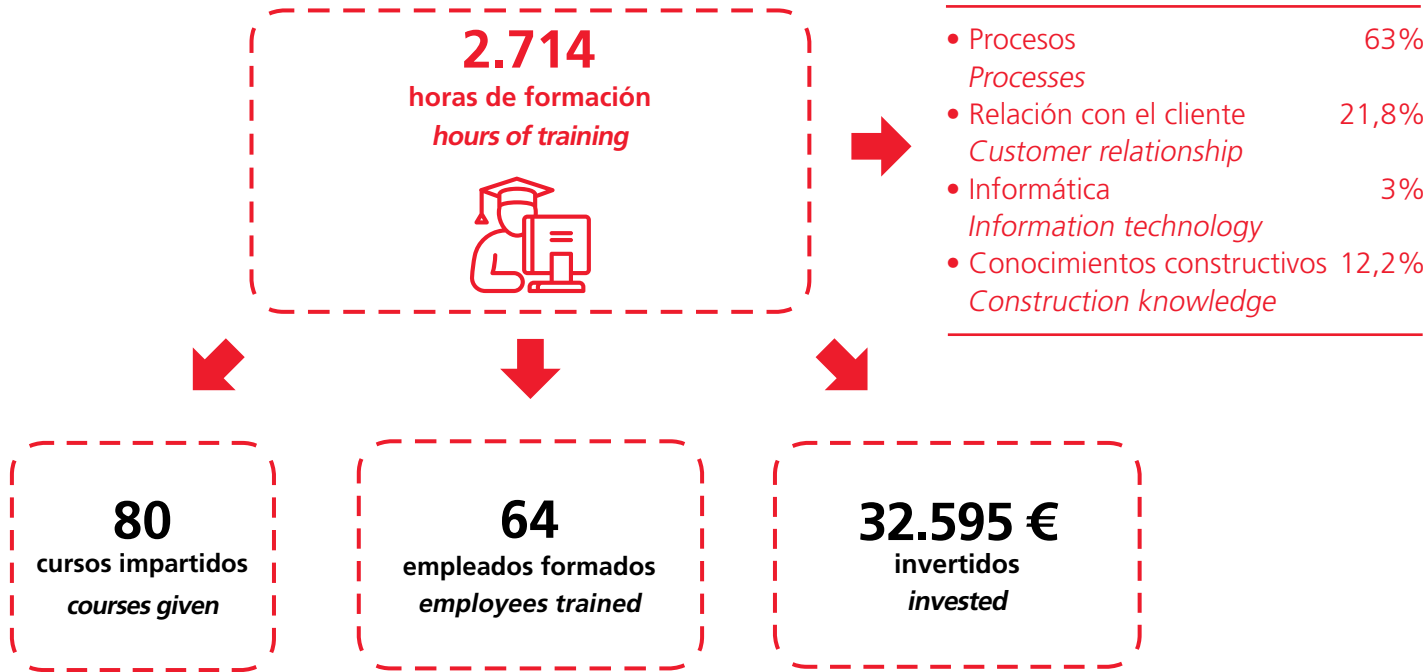 2.714
horas de formación
hours of training
• Procesos 63%
Processes
• Relación con el cliente 21,8%
Customer relationship
• Informática 3%
Information technology
• Conocimientos constructivos 12,2%
Construction knowledge
80
cursos impartidos
courses given
64
empleados formados
employees trained
32.595 €
invertidos
invested